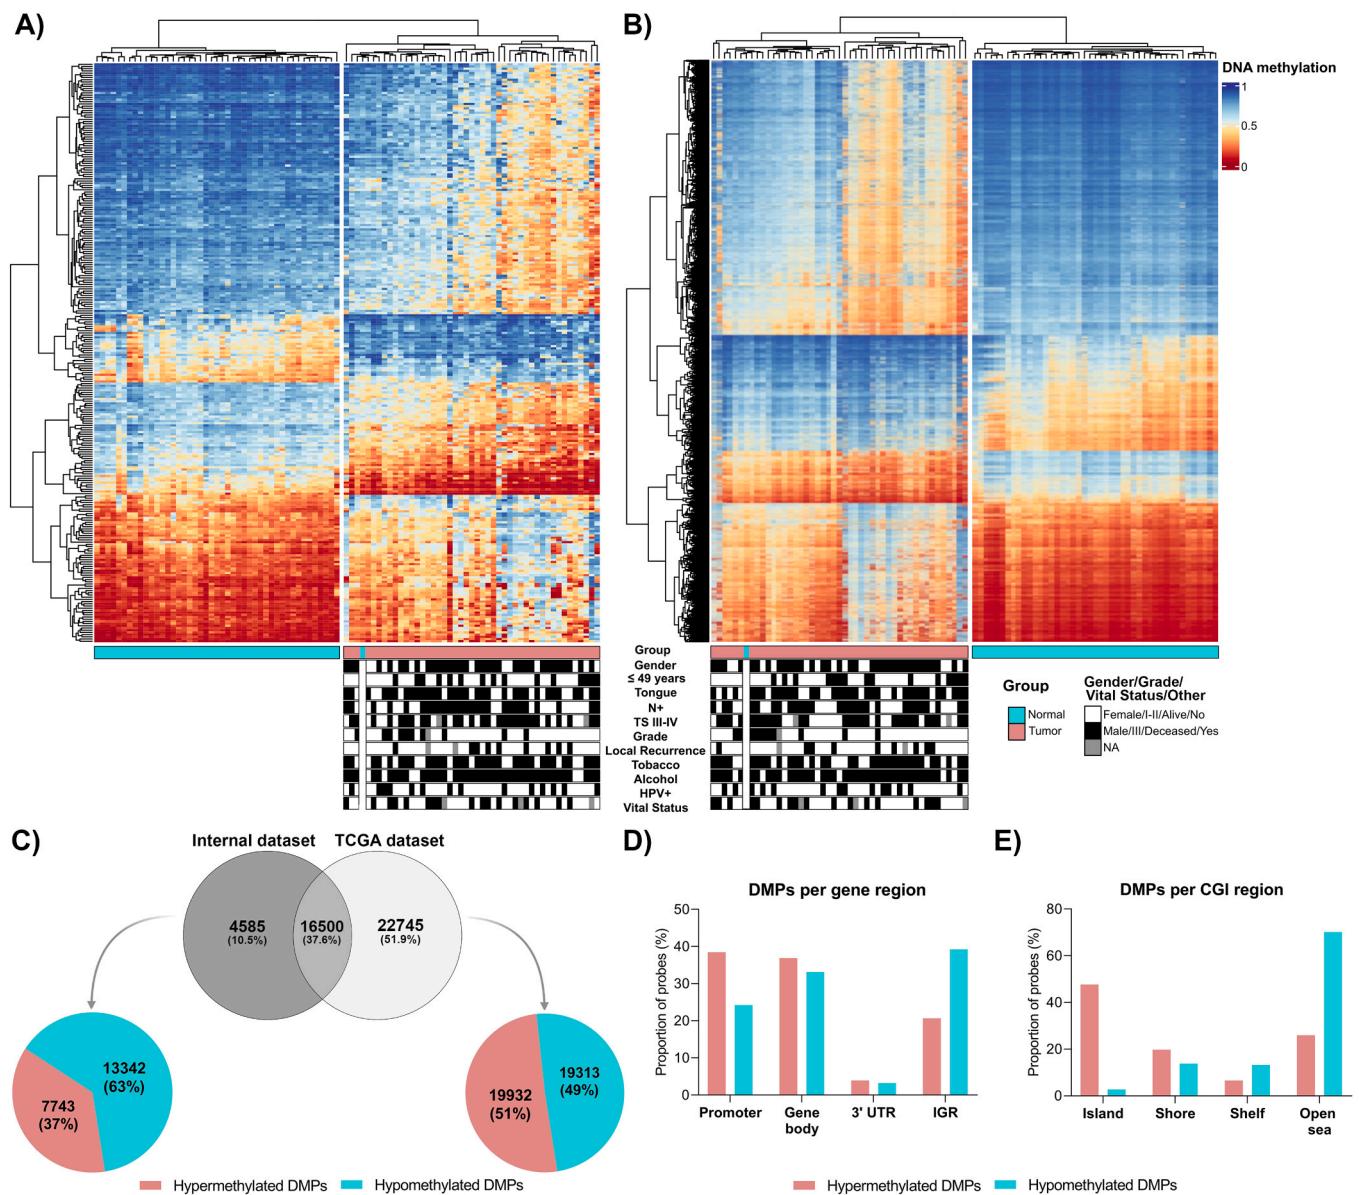 A)
B)
DNA methylation
1
0.5
0
Group
Gender
≤ 49 years
Tongue
N+
TS III-IV
Grade
Local Recurrence
Tobacco
Alcohol
HPV+
Vital Status
Group
Normal
Tumor
Gender/Grade/
Vital Status/Other
Female/I-II/Alive/No
Male/III/Deceased/Yes
NA
C)
Internal dataset
TCGA dataset
4585
(10.5%)
16500
(37.6%)
22745
(51.9%)
13342
(63%)
7743
(37%)
19932
(51%)
19313
(49%)
Hypermethylated DMPs
Hypomethylated DMPs
D)
DMPs per gene region
Proportion of probes (%)
50
40
30
20
10
0
Promoter
Gene
body
3' UTR
IGR
E)
DMPs per CGI region
Proportion of probes (%)
80
60
40
20
0
Island
Shore
Shelf
Open
sea
Hypermethylated DMPs
Hypomethylated DMPs